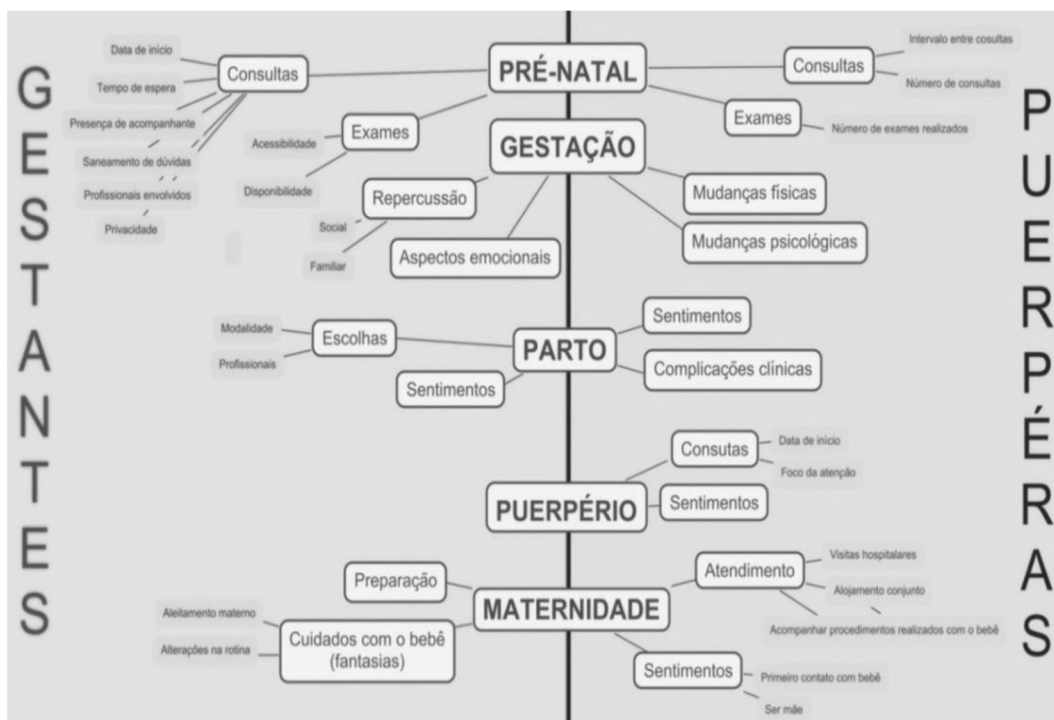 GESTANTES
PUÉRPÉRAS
PRÉ-NATAL
Consultas
Data de início
Tempo de espera
Presença de acompanhante
Saneamento de dúvidas
Profissionais envolvidos
Privacidade
Exames
Acessibilidade
Disponibilidade
Consultas
Intervalo entre cosultas
Número de consultas
Exames
Número de exames realizados
GESTAÇÃO
Repercussão
Social
Familiar
Aspectos emocionais
Mudanças físicas
Mudanças psicológicas
PARTO
Escolhas
Modalidade
Profissionais
Sentimentos
Sentimentos
Complicações clínicas
PUERPÉRIO
Consutas
Data de início
Foco da atenção
Sentimentos
MATERNIDADE
Preparação
Cuidados com o bebê
(fantasias)
Aleitamento materno
Alterações na rotina
Atendimento
Visitas hospitalares
Alojamento conjunto
Acompanhar procedimentos realizados com o bebê
Sentimentos
Primeiro contato com bebê
Ser mãe